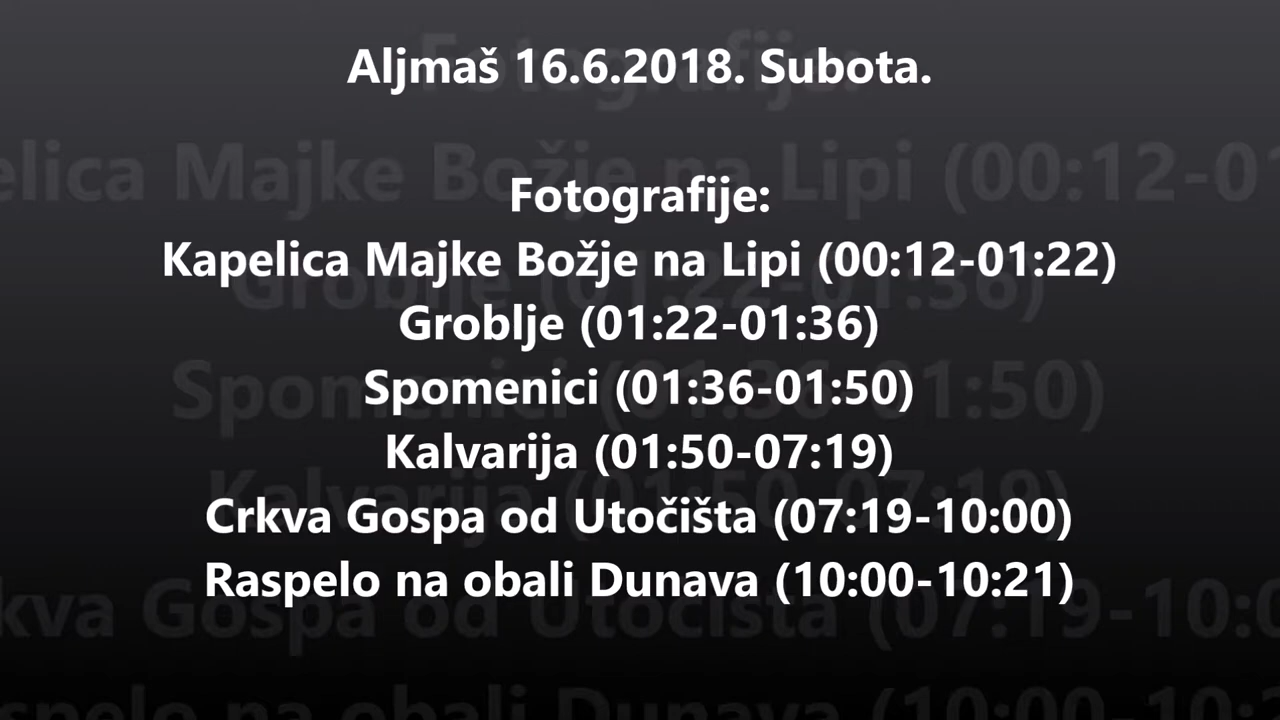 Aljmaš 16.6.2018. Subota.
Fotografije:
Kapelica Majke Božje na Lipi (00:12-01:22)
Groblje (01:22-01:36)
Spomenici (01:36-01:50)
Kalvarija (01:50-07:19)
Crkva Gospa od Utočišta (07:19-10:00)
Raspelo na obali Dunava (10:00-10:21)